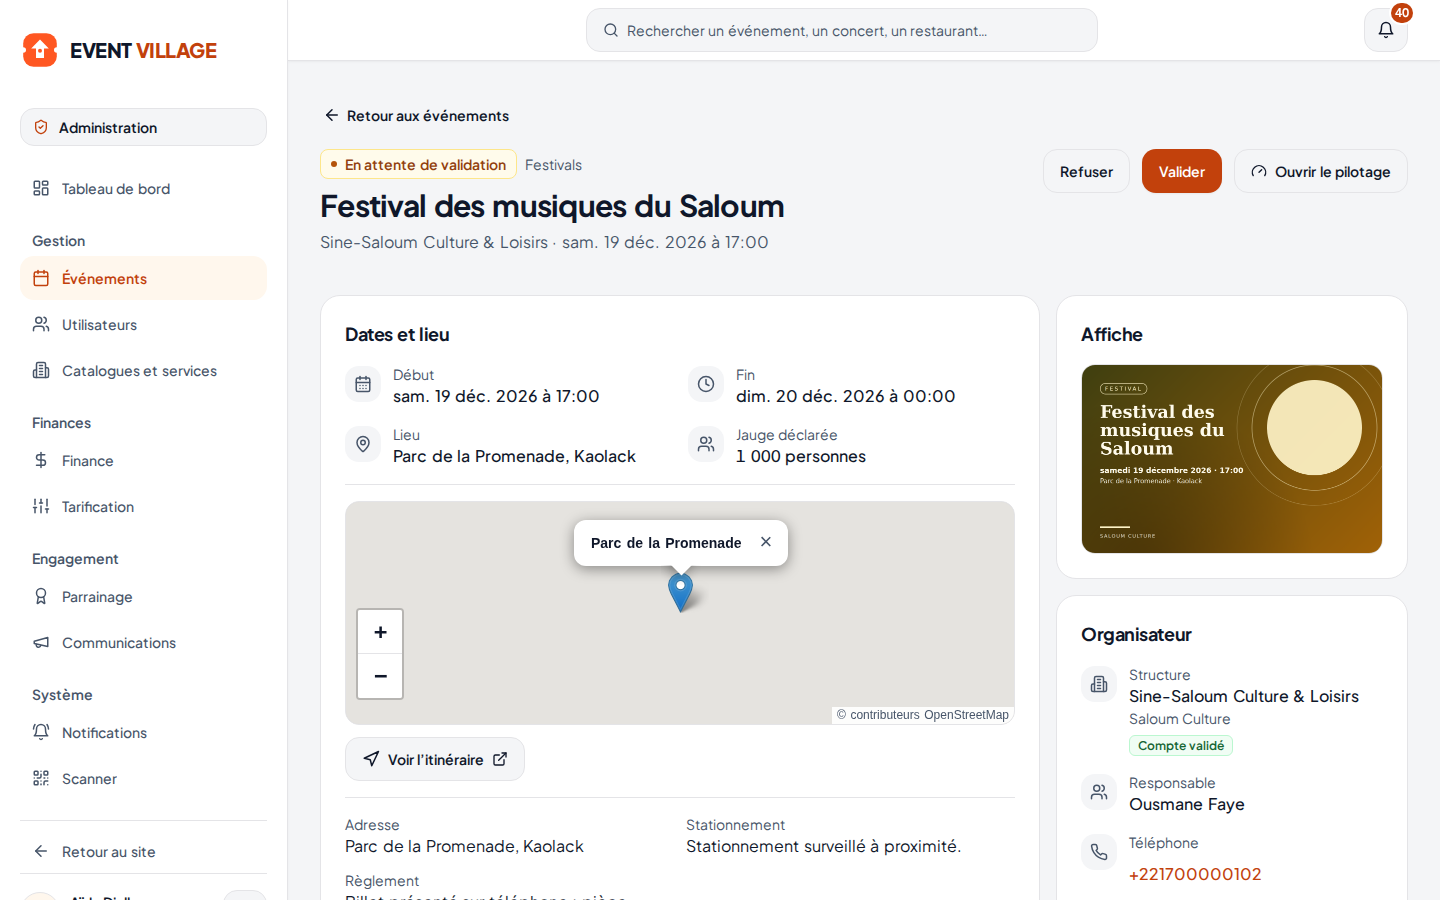 EVENT VILLAGE
Rechercher un événement, un concert, un restaurant...
40
Administration
Tableau de bord
Gestion
Événements
Utilisateurs
Catalogues et services
Finances
Finance
Tarification
Engagement
Parrainage
Communications
Système
Notifications
Scanner
Retour au site
Retour aux événements
En attente de validation
Festivals
Refuser
Valider
Ouvrir le pilotage
Festival des musiques du Saloum
Sine-Saloum Culture & Loisirs · sam. 19 déc. 2026 à 17:00
Dates et lieu
Début
sam. 19 déc. 2026 à 17:00
Fin
dim. 20 déc. 2026 à 00:00
Lieu
Parc de la Promenade, Kaolack
Jauge déclarée
1 000 personnes
Parc de la Promenade ×
+
−
© contributeurs OpenStreetMap
Voir l'itinéraire
Adresse
Parc de la Promenade, Kaolack
Stationnement
Stationnement surveillé à proximité.
Règlement
Affiche
FESTIVAL
Festival des
musiques du
Saloum
samedi 19 décembre 2026 · 17:00
Parc de la Promenade · Kaolack
SALOUM CULTURE
Organisateur
Structure
Sine-Saloum Culture & Loisirs
Saloum Culture
Compte validé
Responsable
Ousmane Faye
Téléphone
+221700000102